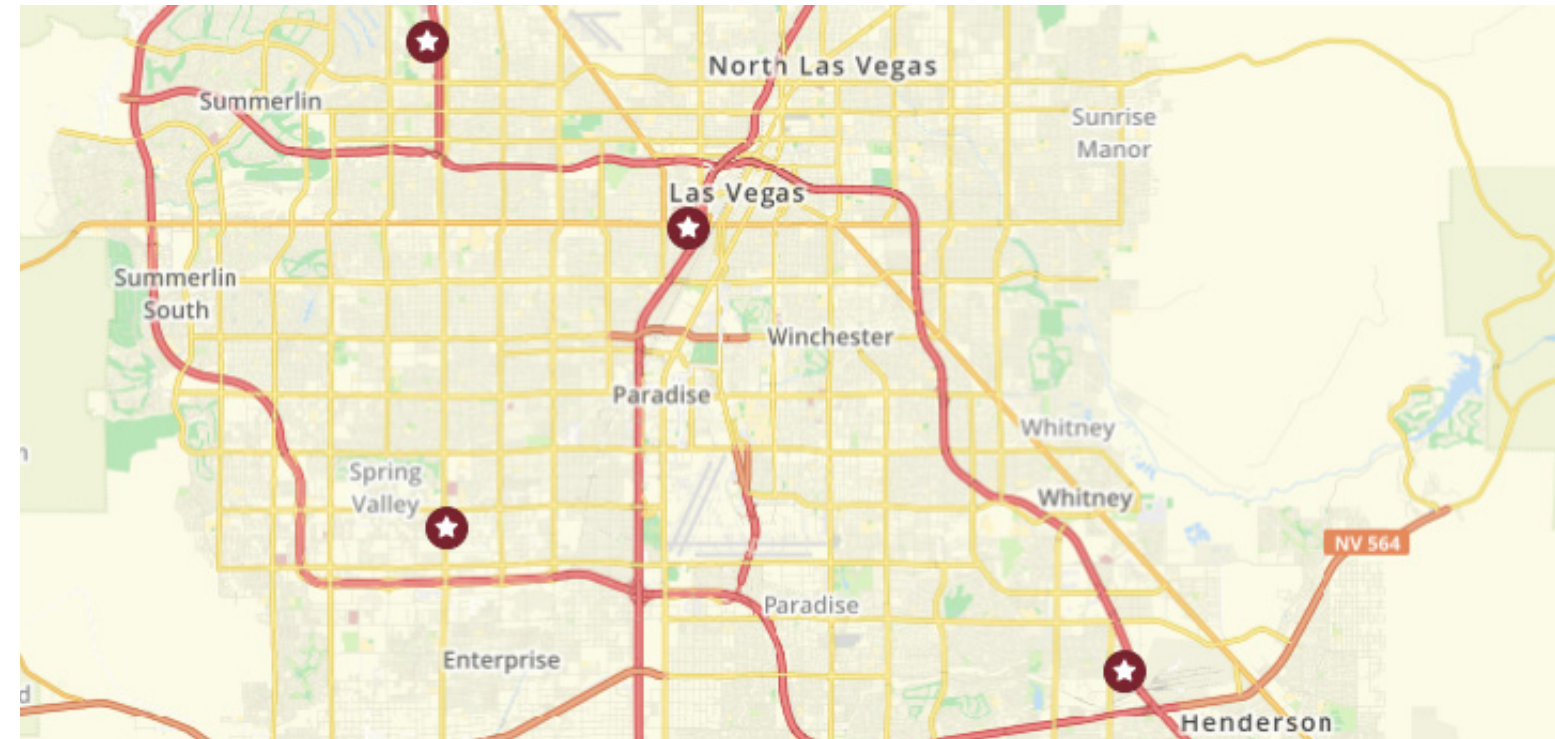 North Las Vegas
Summerlin
Sunrise
Manor
Las Vegas
Summerlin
South
Winchester
Paradise
Whitney
Spring
Valley
Whitney
NV 564
Paradise
Enterprise
Henderson